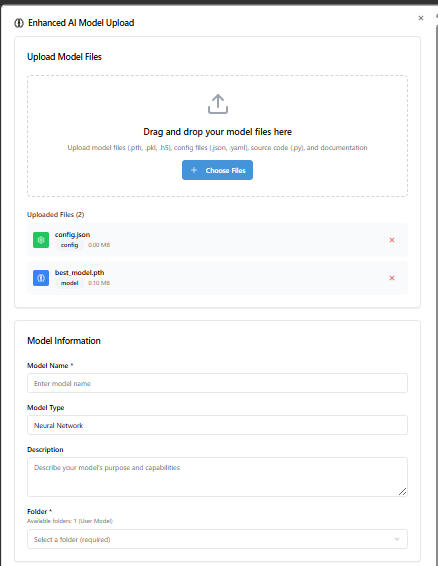 Enhanced AI Model Upload
Upload Model Files
Drag and drop your model files here
Upload model files (.pth, .pkl, .h5), config files (.json, .yaml), source code (.py), and documentation
Choose Files
Uploaded Files (2)
config.json
config 0.00 MB
best_model.pth
model 0.10 MB
Model Information
Model Name *
Enter model name
Model Type
Neural Network
Description
Describe your model's purpose and capabilities
Folder *
Available folders: 1 (User Model)
Select a folder (required)